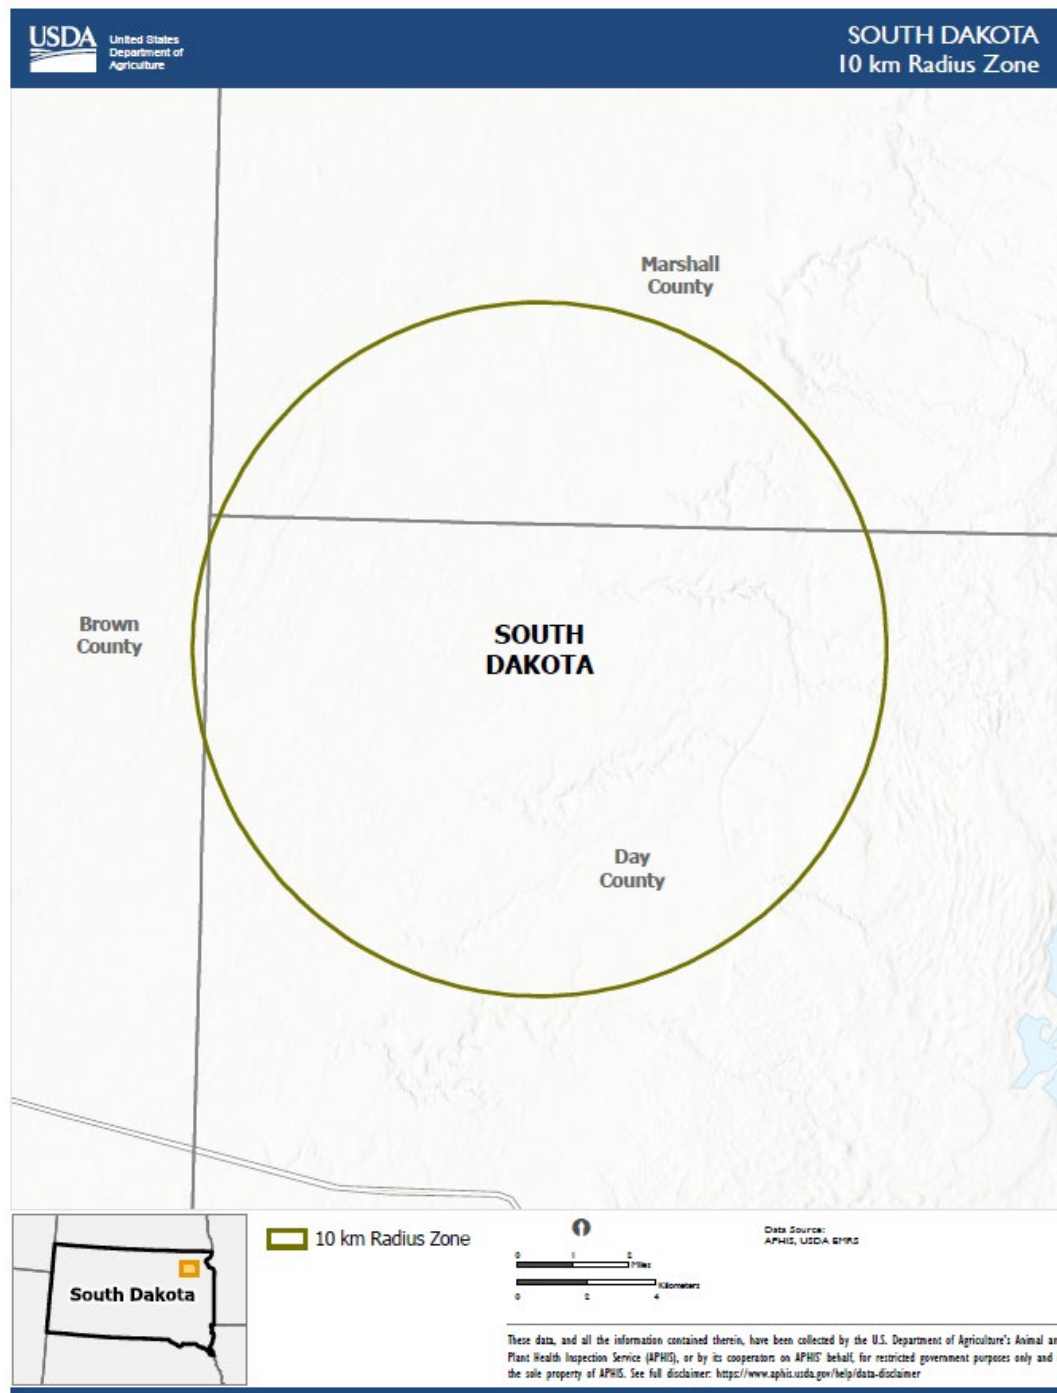 USDA
United States
Department of
Agriculture
SOUTH DAKOTA
10 km Radius Zone
Marshall
County
Brown
County
SOUTH
DAKOTA
Day
County
South Dakota
10 km Radius Zone
0 1 2
Miles
Kilometers
0 2 4
Data Source:
APHIS, USDA EMRS
These data, and all the information contained therein, have been collected by the U.S. Department of Agriculture's Animal an
Plant Health Inspection Service (APHIS), or by its cooperators on APHIS' behalf, for restricted government purposes only and
the sole property of APHIS. See full disclaimer: https://www.aphis.usda.gov/help/data-disclaimer